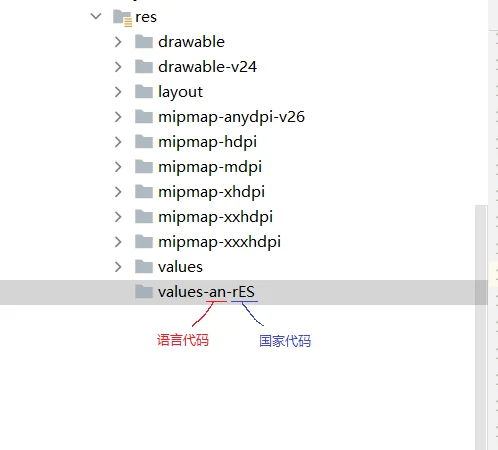 res
drawable
drawable-v24
layout
mipmap-anydpi-v26
mipmap-hdpi
mipmap-mdpi
mipmap-xhdpi
mipmap-xxhdpi
mipmap-xxxhdpi
values
values-an-rES
语言代码 国家代码